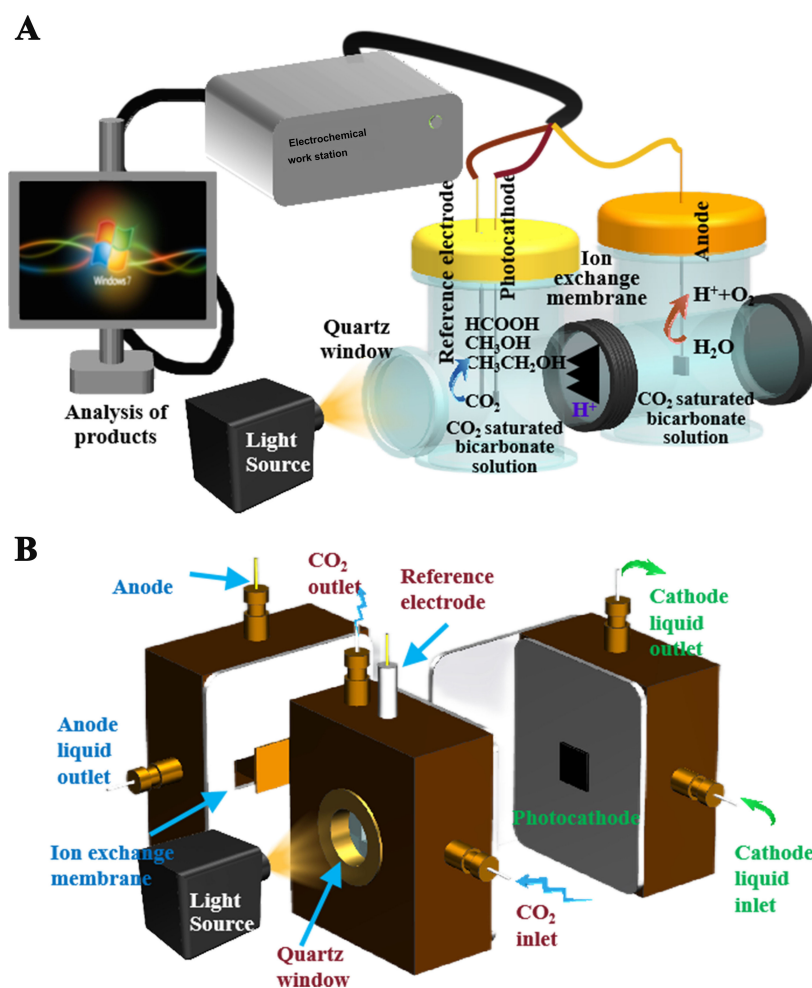 A
Electrochemical
work station
Windows 7
Analysis of
products
Quartz
window
Light
Source
Reference electrode
Photocathode
HCOOH
CH₃OH
CH₃CH₂OH
CO₂
CO₂ saturated
bicarbonate
solution
Ion
exchange
membrane
H⁺
Anode
H⁺+O₂
H₂O
CO₂ saturated
bicarbonate
solution
B
Anode
CO₂
outlet
Reference
electrode
Cathode
liquid
outlet
Anode
liquid
outlet
Ion exchange
membrane
Light
Source
Quartz
window
CO₂
inlet
Photocathode
Cathode
liquid
inlet